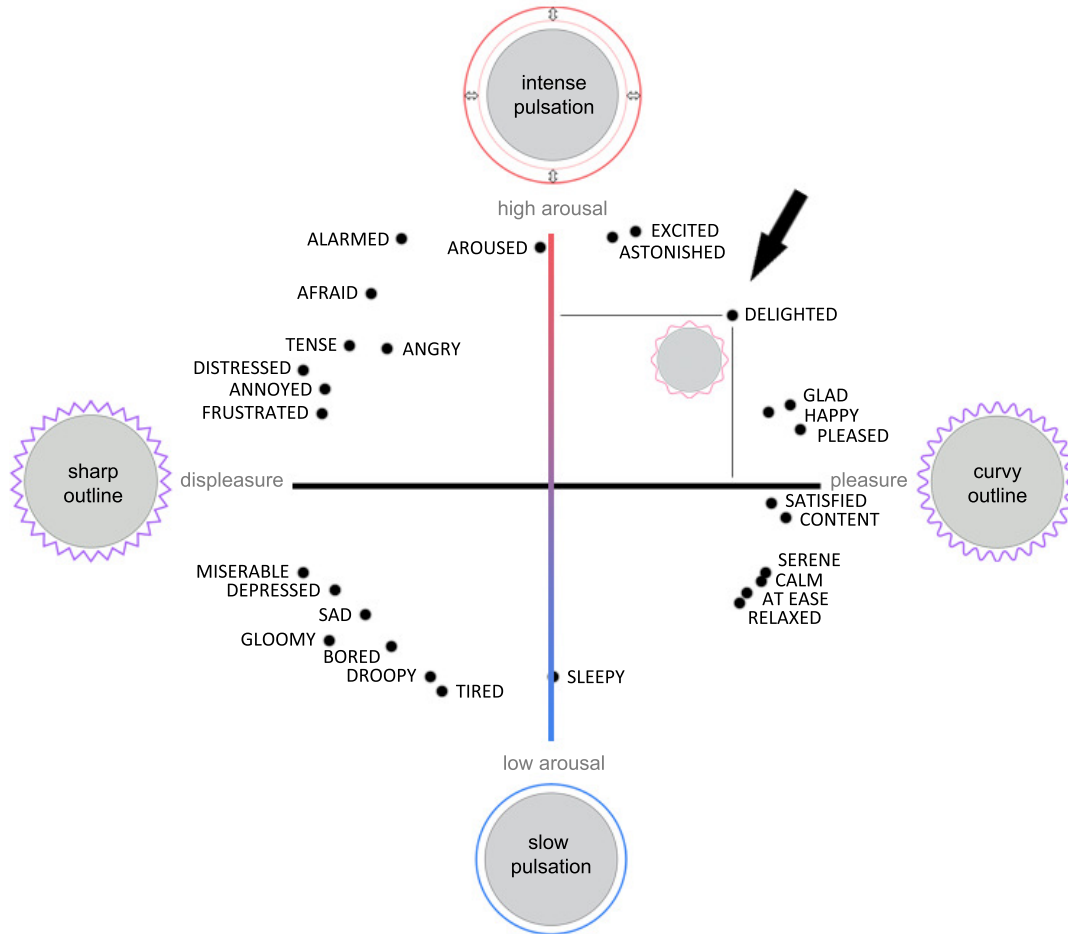 intense
pulsation
high arousal
ALARMED
AROUSED
EXCITED
ASTONISHED
AFRAID
DELIGHTED
TENSE
ANGRY
DISTRESSED
ANNOYED
FRUSTRATED
GLAD
HAPPY
PLEASED
sharp
outline
displeasure
pleasure
curvy
outline
SATISFIED
CONTENT
MISERABLE
DEPRESSED
SAD
GLOOMY
BORED
DROOPY
TIRED
SERENE
CALM
AT EASE
RELAXED
SLEEPY
low arousal
slow
pulsation